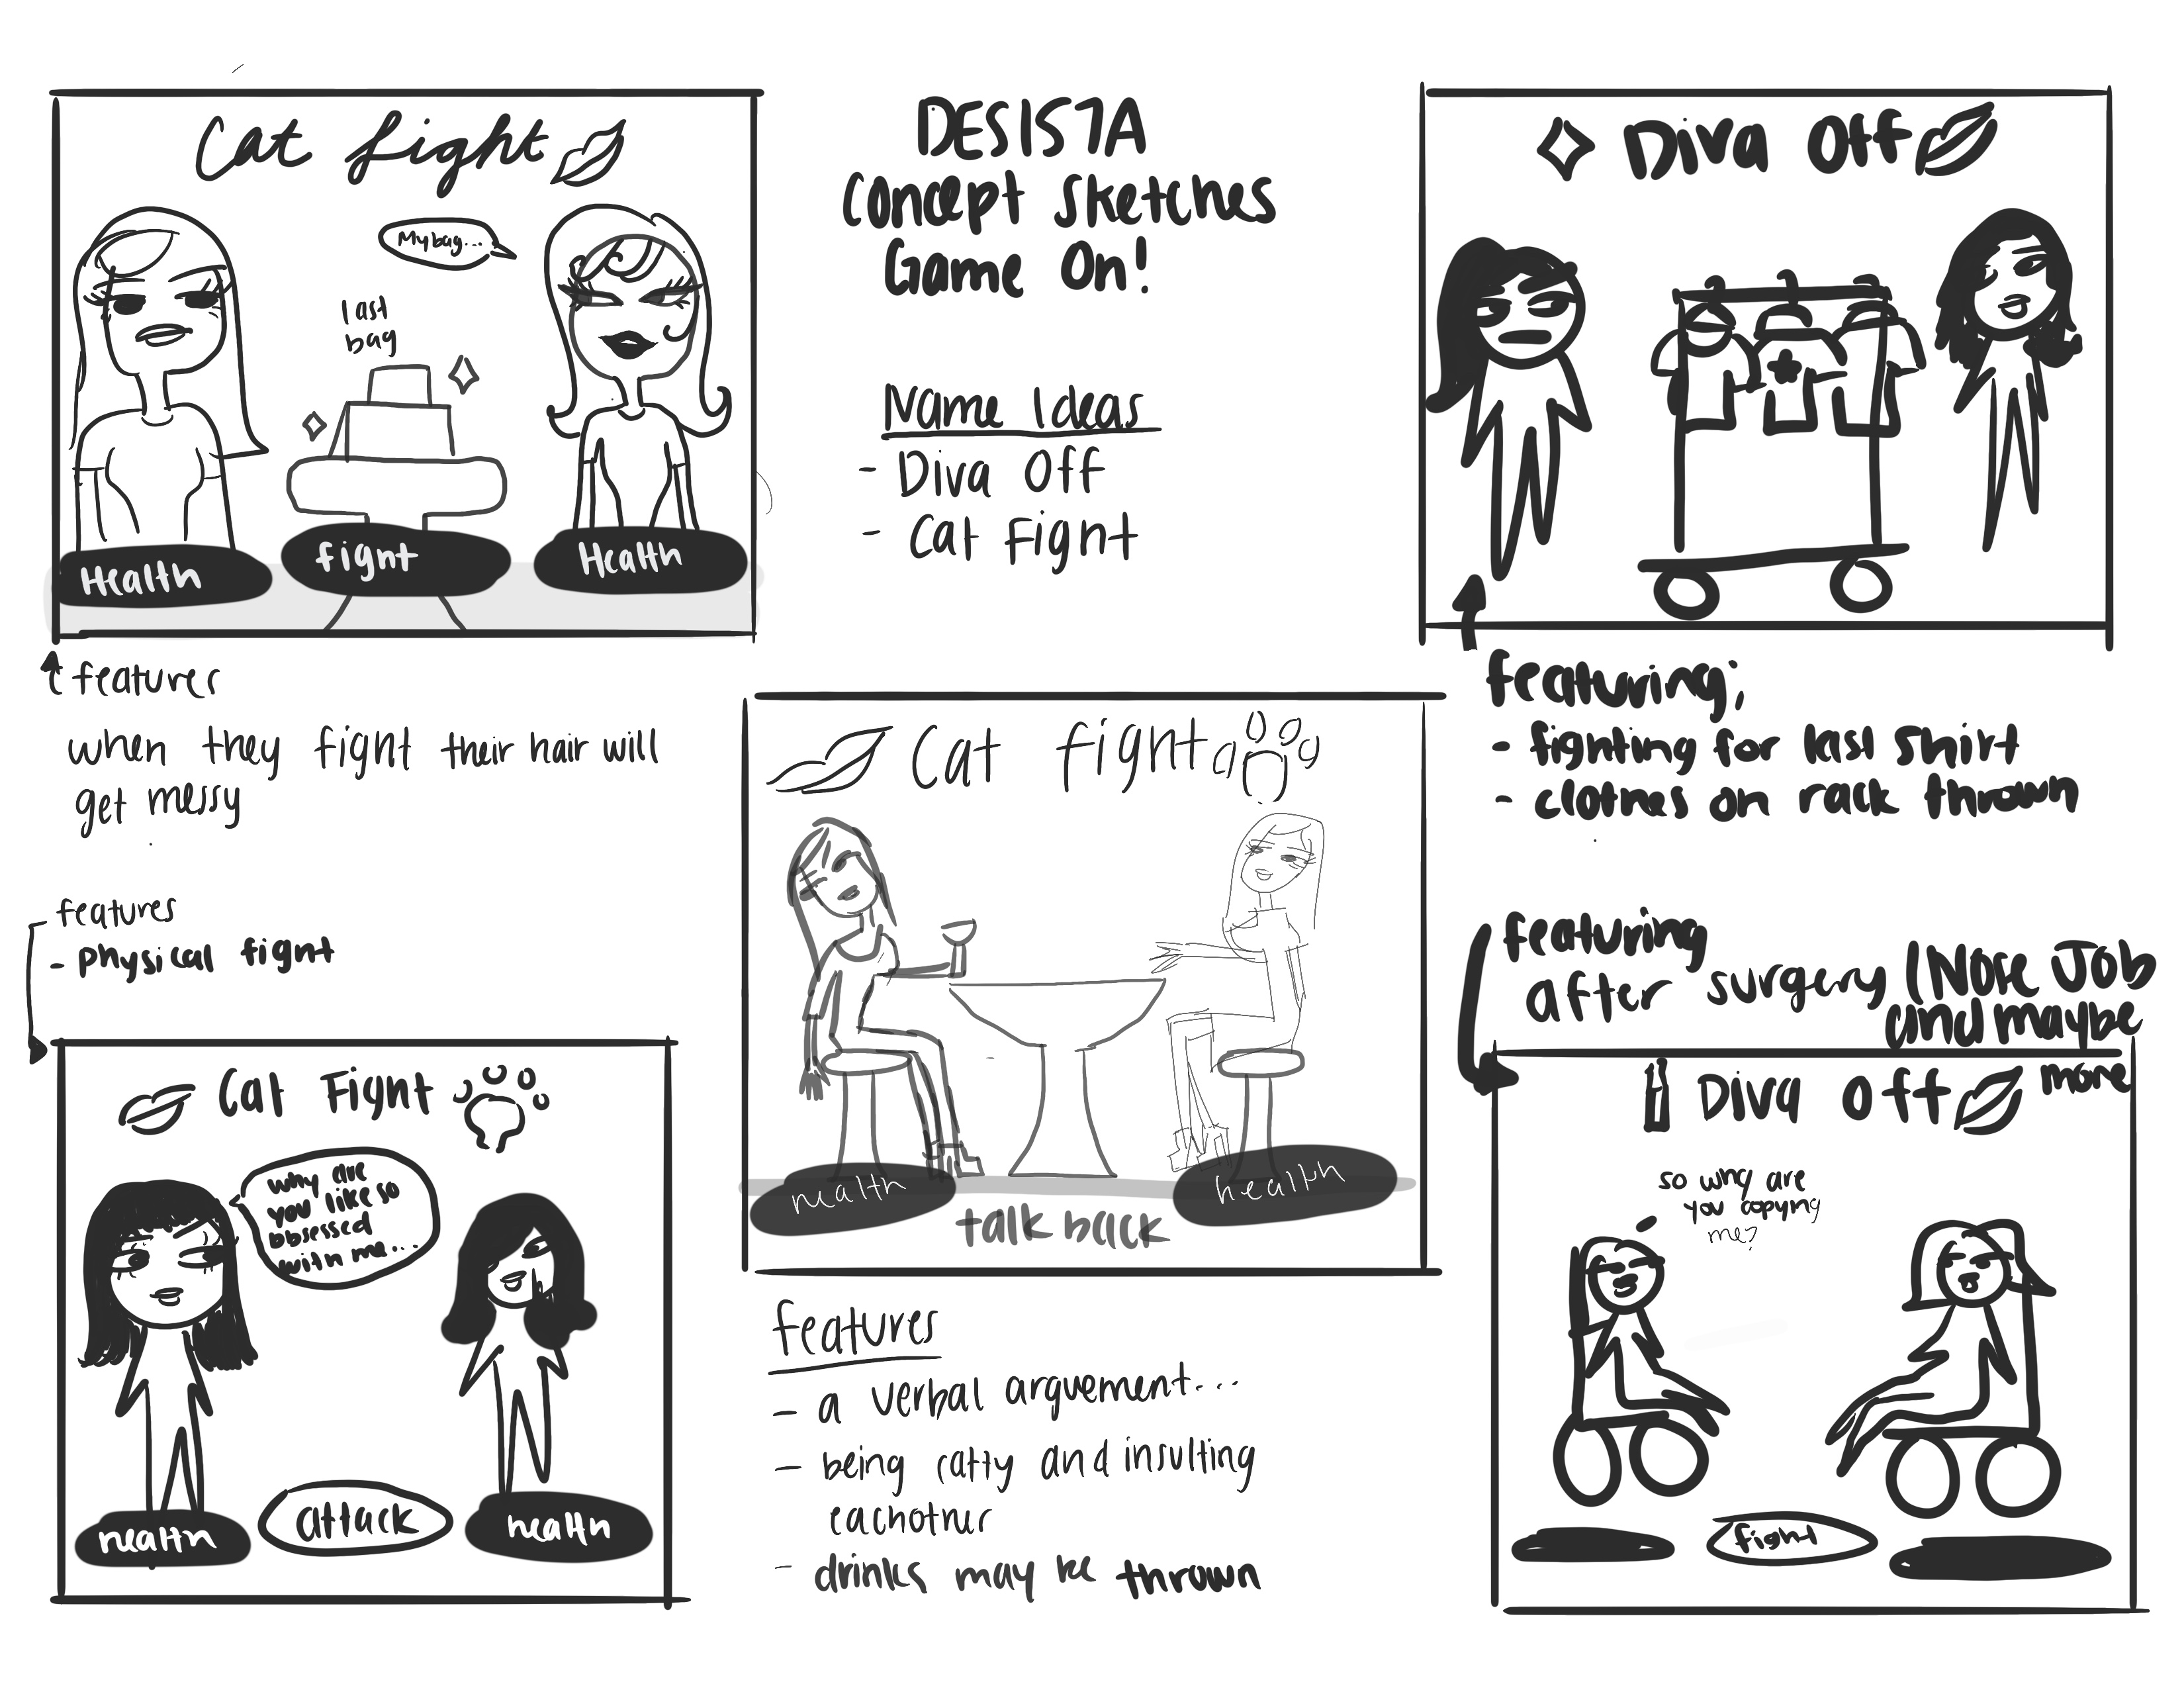 Cat fight
My bag...
last
bag
Health
fight
Health
features
when they fight their hair will
get messy
DESIS7A
Concept Sketches
Game On!
Name Ideas
- Diva Off
- Cat Fight
Diva Off
featuring;
- fighting for last shirt
- clothes on rack thrown
Cat fight
health
health
talk back
features
- a verbal arguement...
- being catty and insulting
eachother
- drinks may be thrown
features
- physical fight
Cat Fight
why are
you like so
obsessed
with me...
health
attack
health
featuring
after surgery (Nose Job
and maybe
more
Diva Off
so why are
you copying
me?
fight